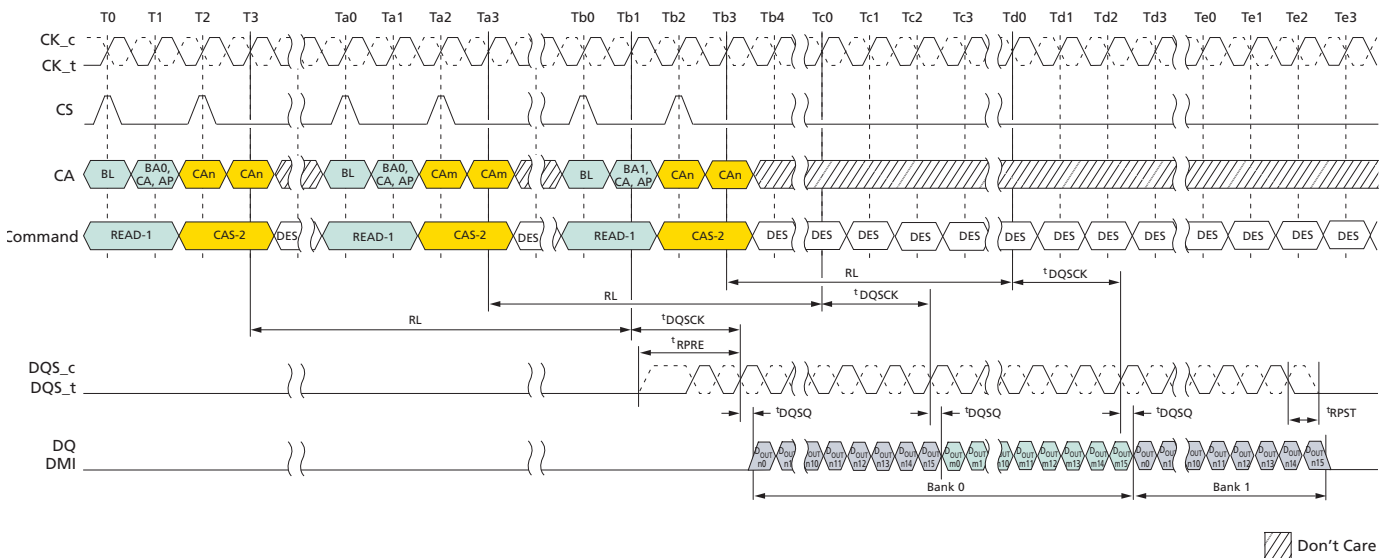 T0 T1 T2 T3 Ta0 Ta1 Ta2 Ta3 Tb0 Tb1 Tb2 Tb3 Tb4 Tc0 Tc1 Tc2 Tc3 Td0 Td1 Td2 Td3 Te0 Te1 Te2 Te3
CK_c
CK_t
CS
CA BL BA0, CA, AP CAn CAn BL BA0, CA, AP CAm CAm BL BA1, CA, AP CAn CAn
Command READ-1 CAS-2 DES READ-1 CAS-2 DES READ-1 CAS-2 DES DES DES DES DES DES DES DES DES DES DES DES DES
RL tDQSCK
RL tDQSCK
RL tDQSCK
tRPRE
DQS_c
DQS_t
tDQSQ tDQSQ tDQSQ tRPST
DQ
DMI
DOUT n0 DOUT n1 DOUT n10 DOUT n11 DOUT n12 DOUT n13 DOUT n14 DOUT n15 DOUT m0 DOUT m1 DOUT m10 DOUT m11 DOUT m12 DOUT m13 DOUT m14 DOUT m15 DOUT n0 DOUT n1 DOUT n10 DOUT n11 DOUT n12 DOUT n13 DOUT n14 DOUT n15
Bank 0 Bank 1
Don't Care